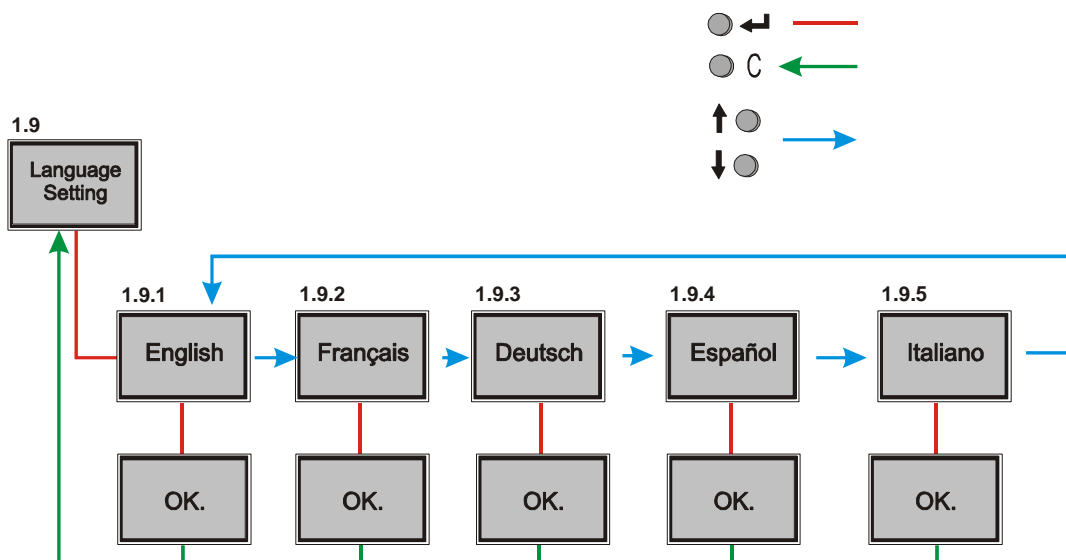 C
1.9
Language
Setting
1.9.1
1.9.2
1.9.3
1.9.4
1.9.5
English
Français
Deutsch
Español
Italiano
OK.
OK.
OK.
OK.
OK.